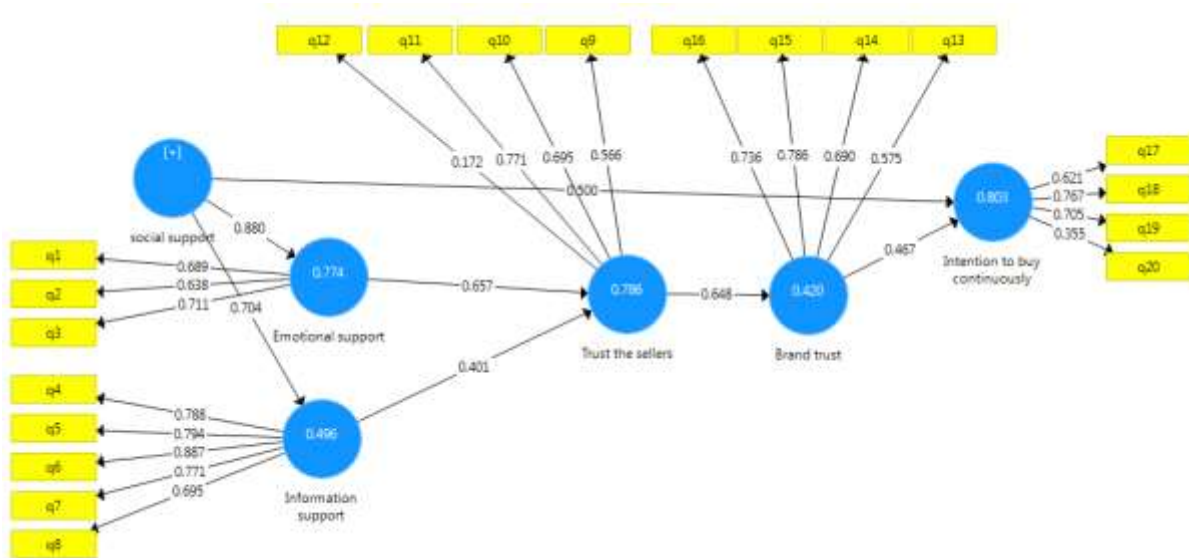 q12 q11 q10 q9 q16 q15 q14 q13
q17
[+]
0.172 0.771 0.695 0.566 0.736 0.786 0.690 0.575
0.621
q18
0.500
0.803
0.767
0.705
q19
0.880
0.355
social support
q1
0.467
q20
0.689
0.774
Intention to buy
continuously
q2
0.638
0.657
0.786
0.648
0.420
0.711
0.704
q3
Emotional support
Trust the sellers
Brand trust
0.401
q4
0.788
q5
0.794
0.496
q6
0.887
0.771
q7
0.695
Information
support
q8